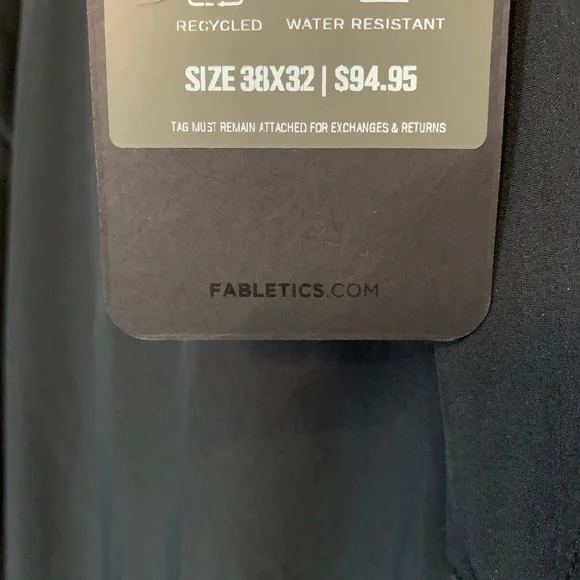 RECYCLED WATER RESISTANT
SIZE 38X32 | $94.95
TAG MUST REMAIN ATTACHED FOR EXCHANGES & RETURNS
FABLETICS.COM